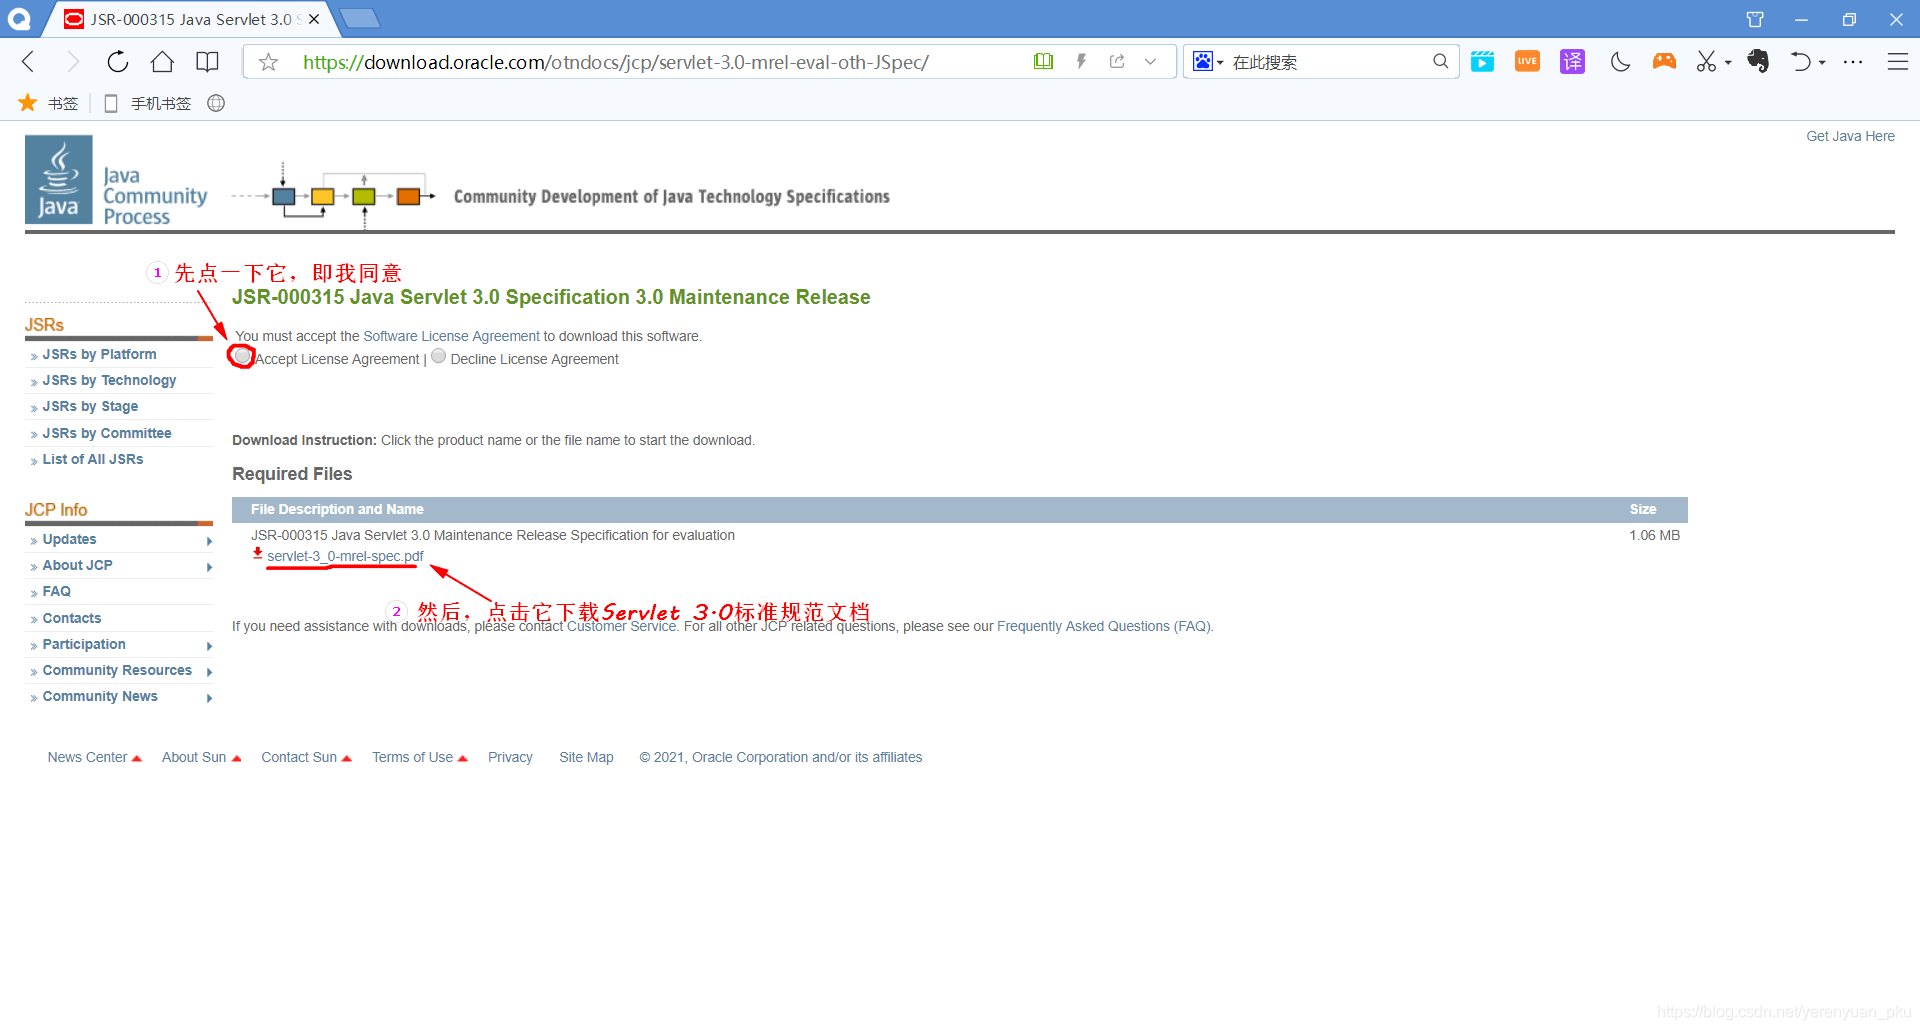 JSR-000315 Java Servlet 3.0 S
https://download.oracle.com/otndocs/jcp/servlet-3.0-mrel-eval-oth-JSpec/
在此搜索
LIVE
译
书签
手机书签
Get Java Here
Java
Java
Community
Process
Community Development of Java Technology Specifications
1 先点一下它，即我同意
JSR-000315 Java Servlet 3.0 Specification 3.0 Maintenance Release
You must accept the Software License Agreement to download this software.
Accept License Agreement | Decline License Agreement
JSRs
» JSRs by Platform
» JSRs by Technology
» JSRs by Stage
» JSRs by Committee
» List of All JSRs
Download Instruction: Click the product name or the file name to start the download.
Required Files
File Description and Name Size
JSR-000315 Java Servlet 3.0 Maintenance Release Specification for evaluation 1.06 MB
servlet-3_0-mrel-spec.pdf
2 然后，点击它下载Servlet 3.0标准规范文档
If you need assistance with downloads, please contact Customer Service. For all other JCP related questions, please see our Frequently Asked Questions (FAQ).
JCP Info
» Updates
» About JCP
» FAQ
» Contacts
» Participation
» Community Resources
» Community News
News Center About Sun Contact Sun Terms of Use Privacy Site Map © 2021, Oracle Corporation and/or its affiliates
https://blog.csdn.net/yerenyuan_pku